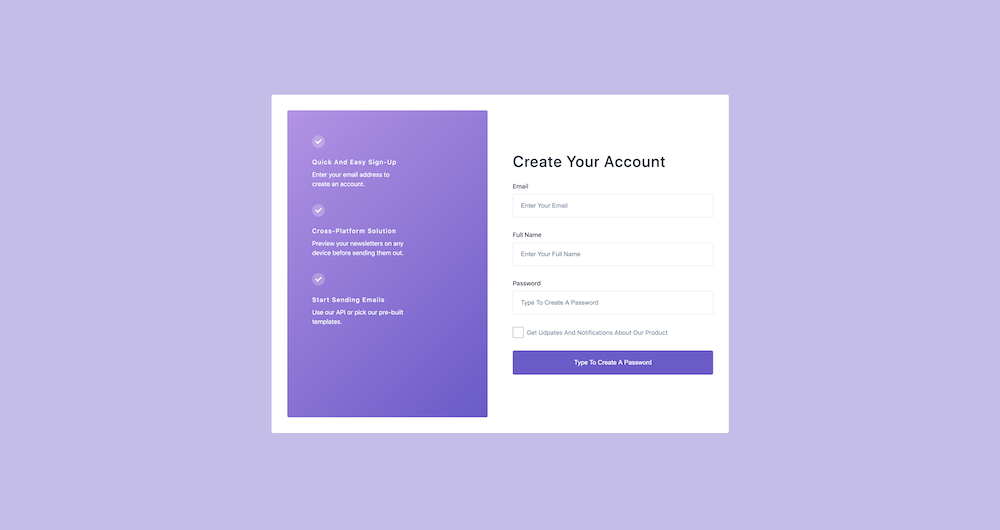 Quick And Easy Sign-Up
Enter your email address to
create an account.
Cross-Platform Solution
Preview your newsletters on any
device before sending them out.
Start Sending Emails
Use our API or pick our pre-built
templates.
Create Your Account
Email
Enter Your Email
Full Name
Enter Your Full Name
Password
Type To Create A Password
Get Udpates And Notifications About Our Product
Type To Create A Password